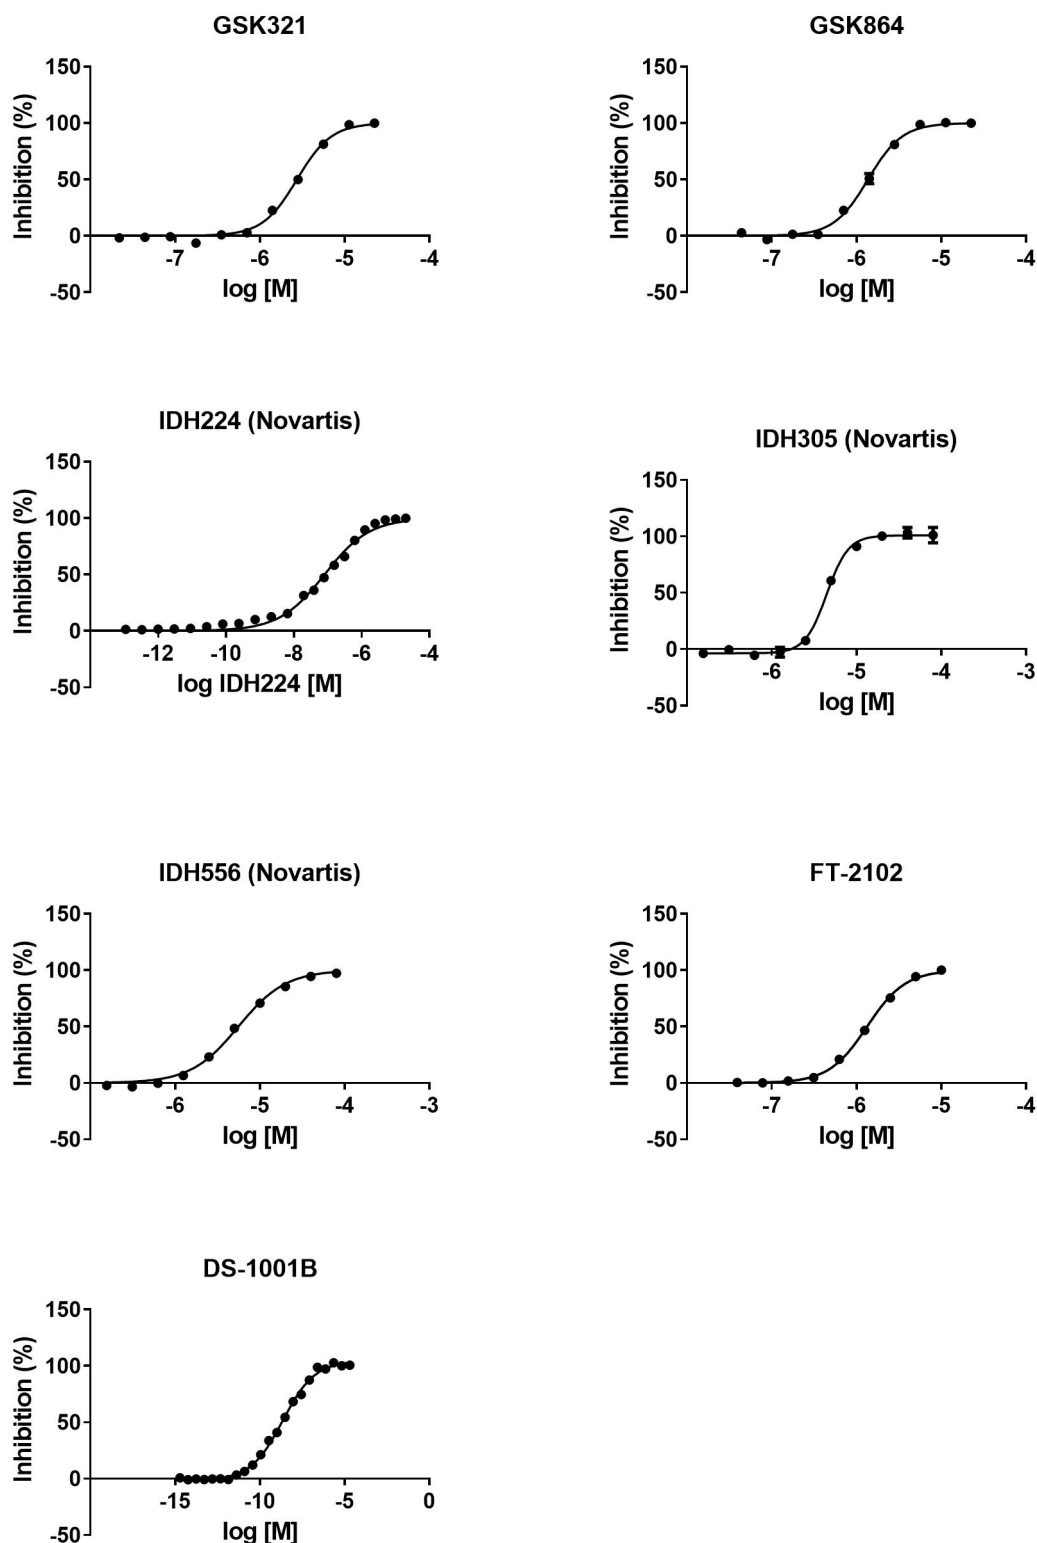 GSK321
150
100
50
0
-50
Inhibition (%)
-7 -6 -5 -4
log [M]
GSK864
150
100
50
0
-50
Inhibition (%)
-7 -6 -5 -4
log [M]
IDH224 (Novartis)
150
100
50
0
-50
Inhibition (%)
-12 -10 -8 -6 -4
log IDH224 [M]
IDH305 (Novartis)
150
100
50
0
-50
Inhibition (%)
-6 -5 -4 -3
log [M]
IDH556 (Novartis)
150
100
50
0
-50
Inhibition (%)
-6 -5 -4 -3
log [M]
FT-2102
150
100
50
0
-50
Inhibition (%)
-7 -6 -5 -4
log [M]
DS-1001B
150
100
50
0
-50
Inhibition (%)
-15 -10 -5 0
log [M]